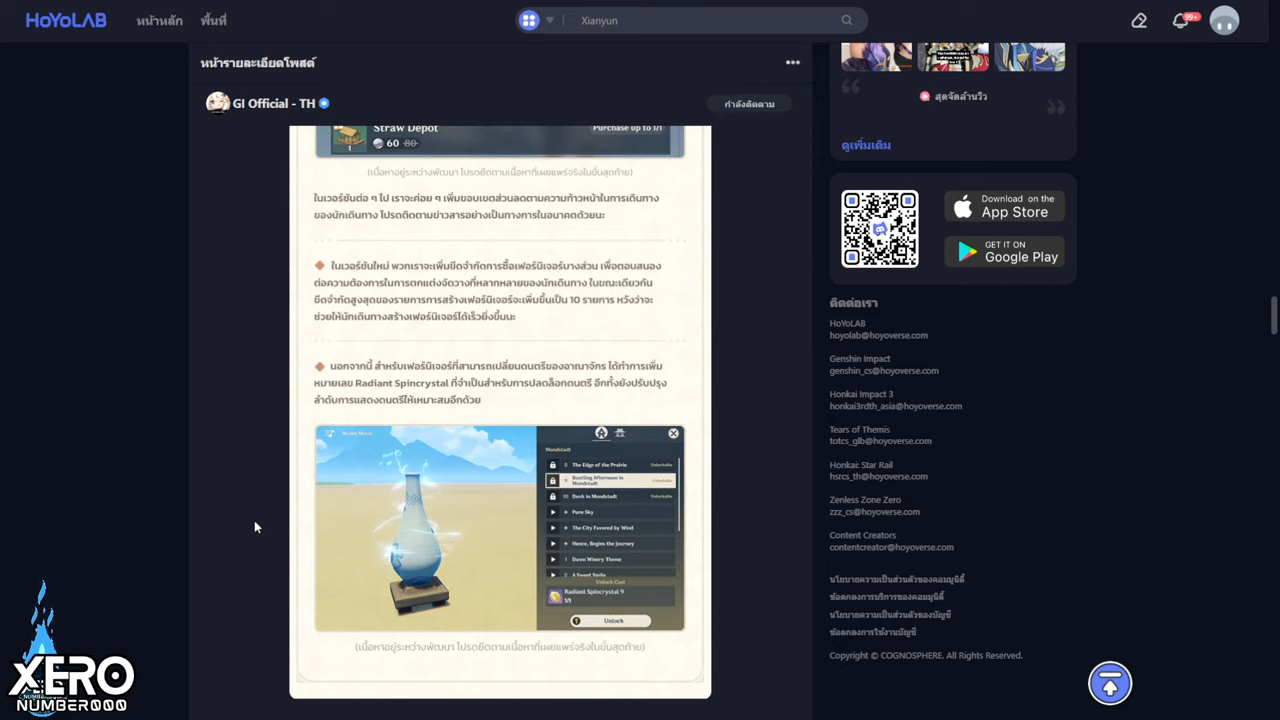 HoYoLAB
หน้าหลัก
พื้นที่
Xianyun
99+
หน้ารายละเอียดโพสต์
GI Official - TH
กำลังติดตาม
Straw Depot
Purchase up to 1/1
1
60 80
(เนื้อหาอยู่ระหว่างพัฒนา โปรดยึดตามเนื้อหาที่เผยแพร่จริงในขั้นสุดท้าย)
ในเวอร์ชันต่อ ๆ ไป เราจะค่อย ๆ เพิ่มขอบเขตส่วนลดตามความก้าวหน้าในการเดินทาง
ของนักเดินทาง โปรดติดตามข่าวสารอย่างเป็นทางการในอนาคตด้วยนะ
ในเวอร์ชันใหม่ พวกเราจะเพิ่มขีดจำกัดการซื้อเฟอร์นิเจอร์บางส่วน เพื่อตอบสนอง
ต่อความต้องการในการตกแต่งจัดวางที่หลากหลายของนักเดินทาง ในขณะเดียวกัน
ขีดจำกัดสูงสุดของรายการการสร้างเฟอร์นิเจอร์จะเพิ่มขึ้นเป็น 10 รายการ หวังว่าจะ
ช่วยให้นักเดินทางสร้างเฟอร์นิเจอร์ได้เร็วยิ่งขึ้นนะ
นอกจากนี้ สำหรับเฟอร์นิเจอร์ที่สามารถเปลี่ยนดนตรีของอาณาจักร ได้ทำการเพิ่ม
หมายเลข Radiant Spincrystal ที่จำเป็นสำหรับการปลดล็อกดนตรี อีกทั้งยังปรับปรุง
ลำดับการแสดงดนตรีให้เหมาะสมอีกด้วย
Realm Music
Mondstadt
5 The Edge of the Prairie Unlockable
9 Bustling Afternoon in
Mondstadt Unlockable
10 Dusk in Mondstadt Unlockable
Pure Sky
The City Favored by Wind
Hence, Begins the Journey
1 Dawn Winery Theme
2 A Sweet Smile
Unlock Cost
Radiant Spincrystal 9
1/1
Unlock
(เนื้อหาอยู่ระหว่างพัฒนา โปรดยึดตามเนื้อหาที่เผยแพร่จริงในขั้นสุดท้าย)
สุดจัดล้านวิว
ดูเพิ่มเติม
Download on the
App Store
GET IT ON
Google Play
ติดต่อเรา
HoYoLAB
hoyolab@hoyoverse.com
Genshin Impact
genshin_cs@hoyoverse.com
Honkai Impact 3
honkai3rdth_asia@hoyoverse.com
Tears of Themis
totcs_glb@hoyoverse.com
Honkai: Star Rail
hsrcs_th@hoyoverse.com
Zenless Zone Zero
zzz_cs@hoyoverse.com
Content Creators
contentcreator@hoyoverse.com
นโยบายความเป็นส่วนตัวของคอมมูนิตี้
ข้อตกลงการบริการของคอมมูนิตี้
นโยบายความเป็นส่วนตัวของบัญชี
ข้อตกลงการใช้งานบัญชี
Copyright © COGNOSPHERE. All Rights Reserved.
XERO
NUMBER000